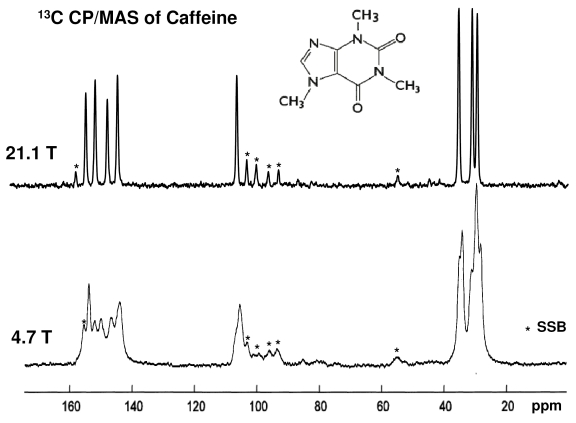 ¹³C CP/MAS of Caffeine
CH₃
N
N
O
N
N
CH₃
CH₃
O
21.1 T
* * * * * *
4.7 T
* * * * * *
* SSB
160 140 120 100 80 60 40 20 ppm